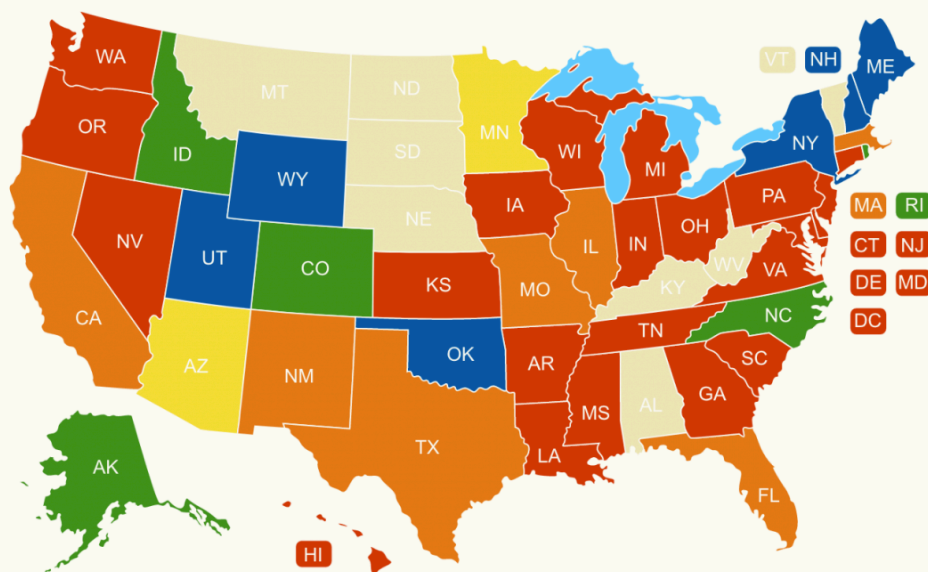 WA
VT NH
ME
MT
ND
OR
MN
ID
SD
WI
NY
WY
MI
IA
PA
MA RI
NE
NV
UT
IL
IN
OH
CT NJ
CO
WV
VA
KS
MO
KY
DE MD
CA
NC
DC
TN
OK
AZ
NM
AR
SC
GA
MS
AL
TX
LA
AK
FL
HI